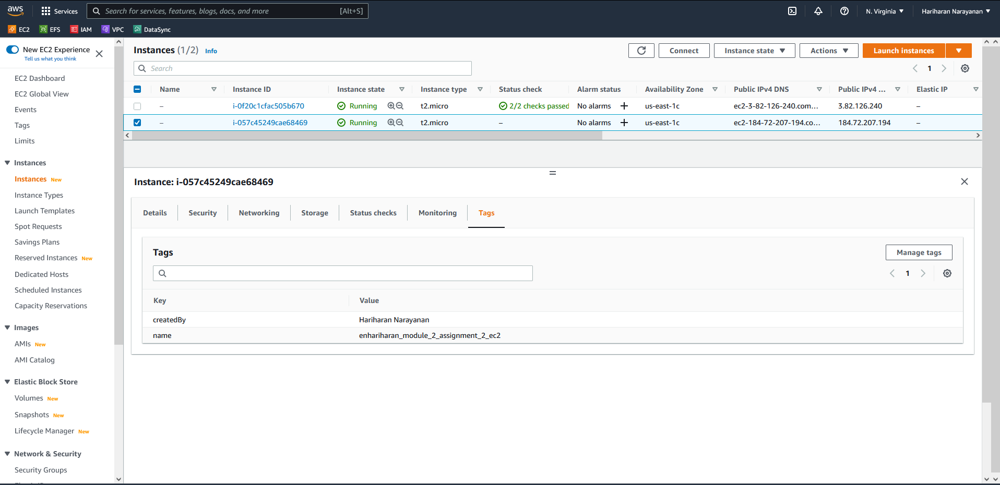 aws
Services
Search for services, features, blogs, docs, and more [Alt+S]
N. Virginia
Hariharan Narayanan
EC2 EFS IAM VPC DataSync
New EC2 Experience
Tell us what you think
EC2 Dashboard
EC2 Global View
Events
Tags
Limits
Instances
Instances New
Instance Types
Launch Templates
Spot Requests
Savings Plans
Reserved Instances New
Dedicated Hosts
Scheduled Instances
Capacity Reservations
Images
AMIs New
AMI Catalog
Elastic Block Store
Volumes New
Snapshots New
Lifecycle Manager New
Network & Security
Security Groups
Instances (1/2) Info
Connect
Instance state
Actions
Launch instances
Search
1
Name Instance ID Instance state Instance type Status check Alarm status Availability Zone Public IPv4 DNS Public IPv4 ... Elastic IP
– i-0f20c1cfac505b670 Running t2.micro 2/2 checks passed No alarms + us-east-1c ec2-3-82-126-240.com... 3.82.126.240 –
– i-057c45249cae68469 Running t2.micro – No alarms + us-east-1c ec2-184-72-207-194.co... 184.72.207.194 –
Instance: i-057c45249cae68469
Details Security Networking Storage Status checks Monitoring Tags
Tags
Manage tags
1
Key Value
createdBy Hariharan Narayanan
name enhariharan_module_2_assignment_2_ec2